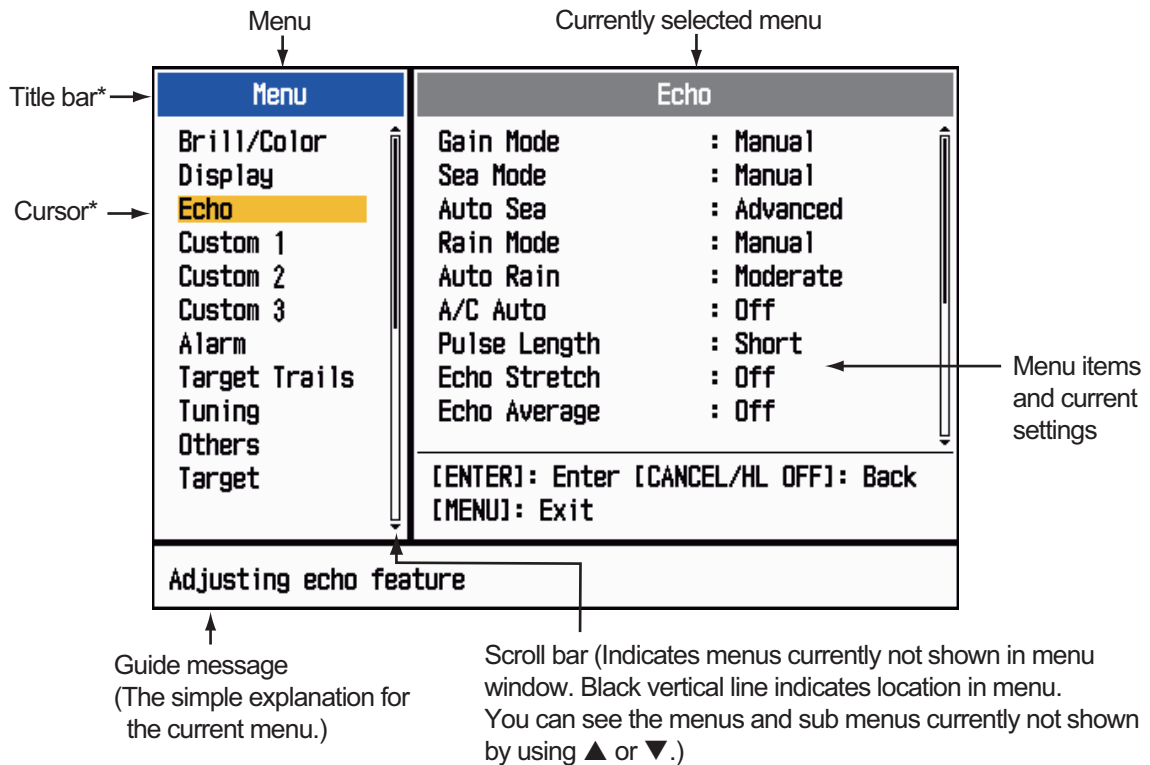 Menu
Currently selected menu
Title bar*
Menu
Echo
Brill/Color
Display
Cursor*
Echo
Custom 1
Custom 2
Custom 3
Alarm
Target Trails
Tuning
Others
Target
Gain Mode : Manual
Sea Mode : Manual
Auto Sea : Advanced
Rain Mode : Manual
Auto Rain : Moderate
A/C Auto : Off
Pulse Length : Short
Echo Stretch : Off
Echo Average : Off
Menu items
and current
settings
[ENTER]: Enter [CANCEL/HL OFF]: Back
[MENU]: Exit
Adjusting echo feature
Guide message
(The simple explanation for
the current menu.)
Scroll bar (Indicates menus currently not shown in menu
window. Black vertical line indicates location in menu.
You can see the menus and sub menus currently not shown
by using ▲ or ▼.)